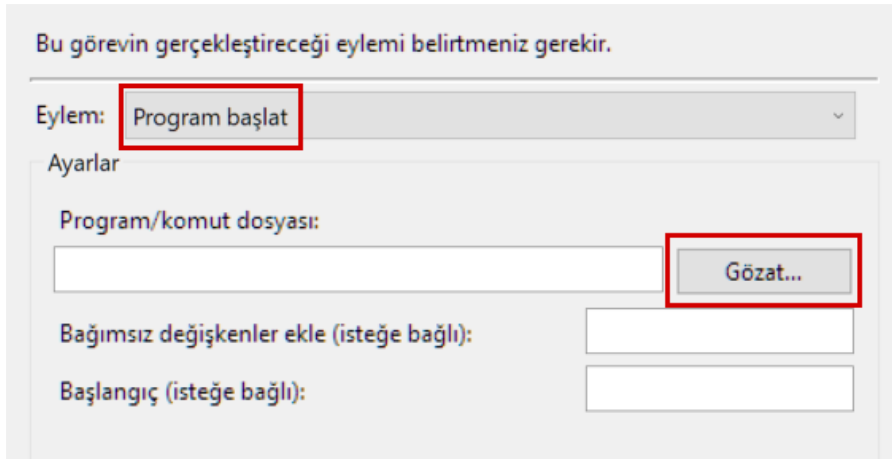 Bu görevin gerçekleştireceği eylemi belirtmeniz gerekir.
Eylem: Program başlat
Ayarlar
Program/komut dosyası:
Gözat...
Bağımsız değişkenler ekle (isteğe bağlı):
Başlangıç (isteğe bağlı):